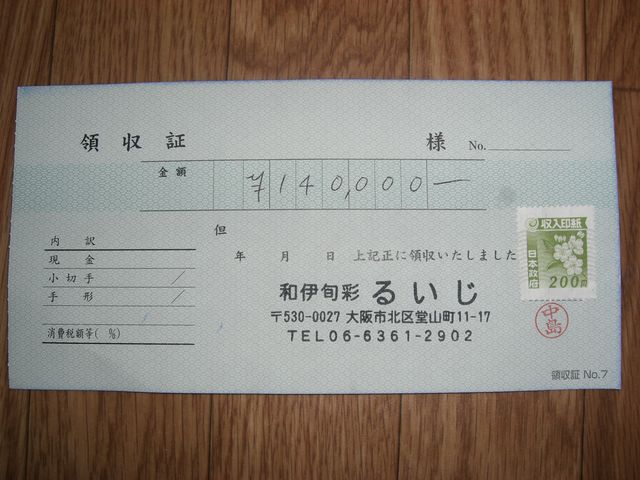 領収証 様 No.
金額 ¥140,000―
但
内訳
年 月 日 上記正に領収いたしました
現金
小切手 /
手形 /
消費税額等( %)
和伊旬彩 るいじ
〒530-0027 大阪市北区堂山町11-17
TEL06-6361-2902
収入印紙
日本政府
200円
中島
領収証 No.7